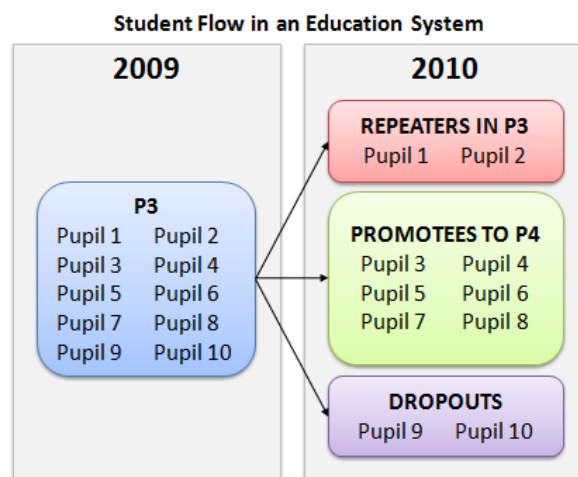 Student Flow in an Education System
2009
P3
Pupil 1 Pupil 2
Pupil 3 Pupil 4
Pupil 5 Pupil 6
Pupil 7 Pupil 8
Pupil 9 Pupil 10
2010
REPEATERS IN P3
Pupil 1 Pupil 2
PROMOTEES TO P4
Pupil 3 Pupil 4
Pupil 5 Pupil 6
Pupil 7 Pupil 8
DROPOUTS
Pupil 9 Pupil 10